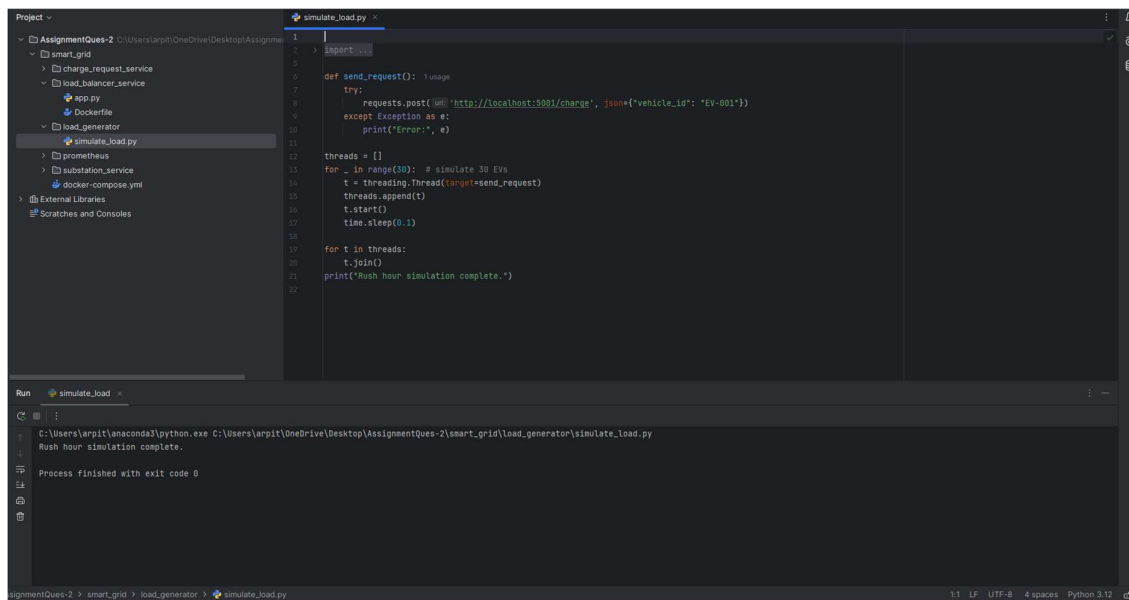 Project
simulate_load.py
AssignmentQues-2 C:\Users\arpit\OneDrive\Desktop\Assignme
smart_grid
charge_request_service
load_balancer_service
app.py
Dockerfile
load_generator
simulate_load.py
prometheus
substation_service
docker-compose.yml
External Libraries
Scratches and Consoles
1
2 import ...
5
6 def send_request(): 1 usage
7 try:
8 requests.post( url: 'http://localhost:5001/charge', json={"vehicle_id": "EV-001"})
9 except Exception as e:
10 print("Error:", e)
11
12 threads = []
13 for _ in range(30): # simulate 30 EVs
14 t = threading.Thread(target=send_request)
15 threads.append(t)
16 t.start()
17 time.sleep(0.1)
18
19 for t in threads:
20 t.join()
21 print("Rush hour simulation complete.")
22
Run simulate_load
C:\Users\arpit\anaconda3\python.exe C:\Users\arpit\OneDrive\Desktop\AssignmentQues-2\smart_grid\load_generator\simulate_load.py
Rush hour simulation complete.
Process finished with exit code 0
signmentQues-2 > smart_grid > load_generator > simulate_load.py
1:1 LF UTF-8 4 spaces Python 3.12